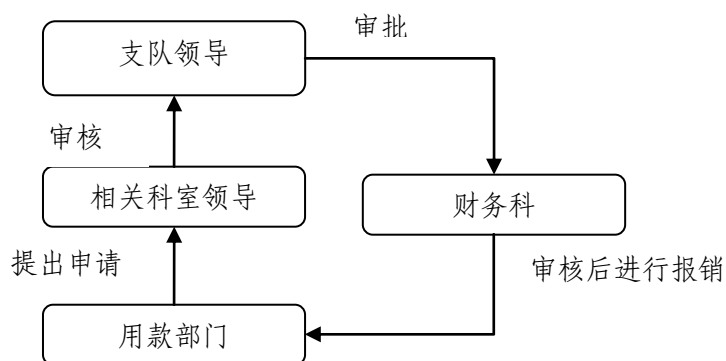 审批
支队领导
审核
相关科室领导
财务科
提出申请
审核后进行报销
用款部门